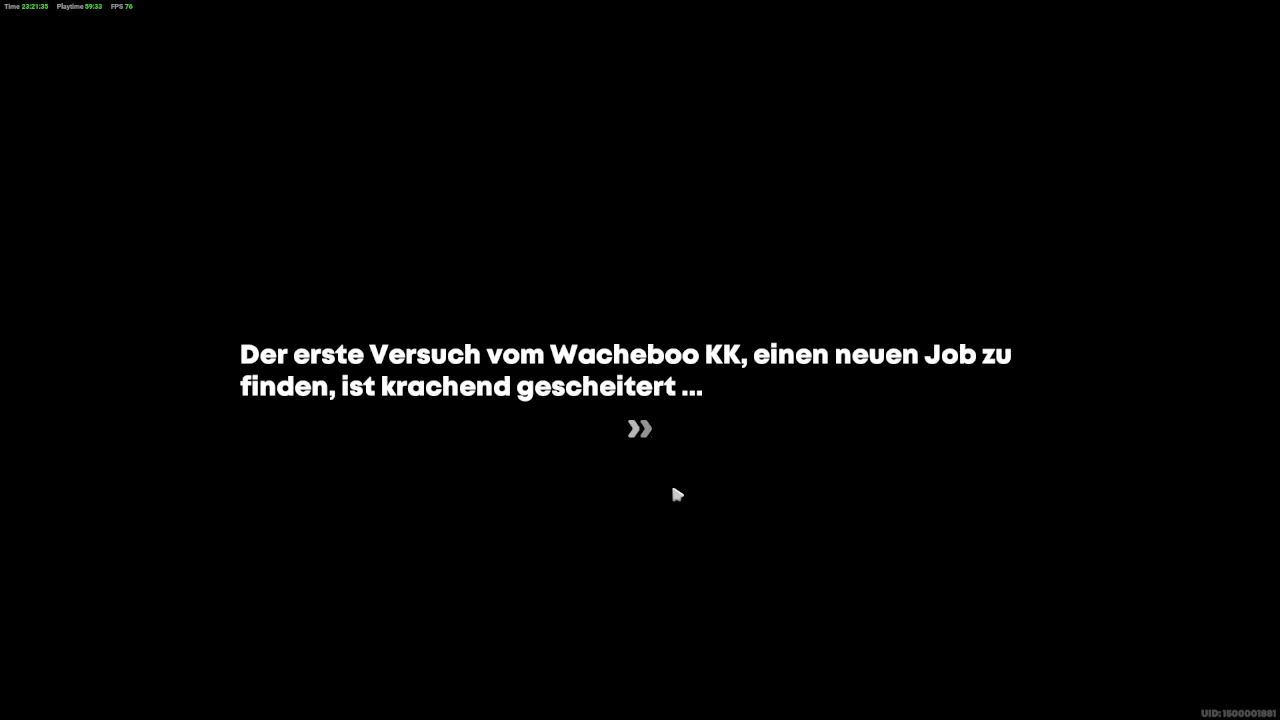 Time 23:21:35 Playtime 59:33 FPS 76
Der erste Versuch vom Wacheboo KK, einen neuen Job zu
finden, ist krachend gescheitert ...
UID: 1500001881